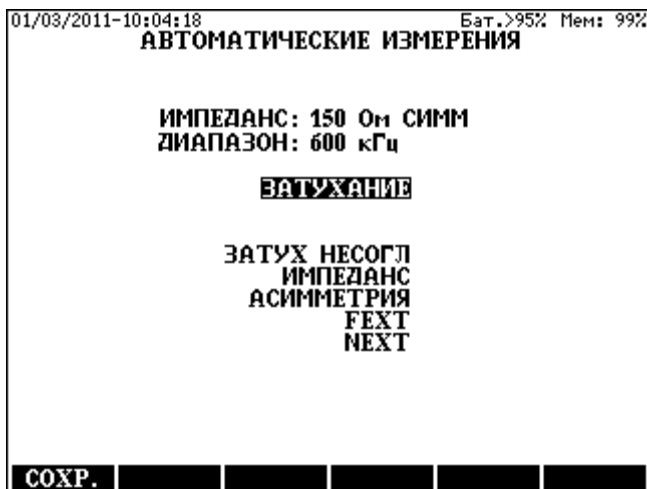 01/03/2011-10:04:18 Бат.>95% Мем: 99%
АВТОМАТИЧЕСКИЕ ИЗМЕРЕНИЯ
ИМПЕДАНС: 150 Ом СИММ
ДИАПАЗОН: 600 кГц
ЗАТУХАНИЕ
ЗАТУХ НЕСОГЛ
ИМПЕДАНС
АСИММЕТРИЯ
FEXT
NEXT
СОХР.